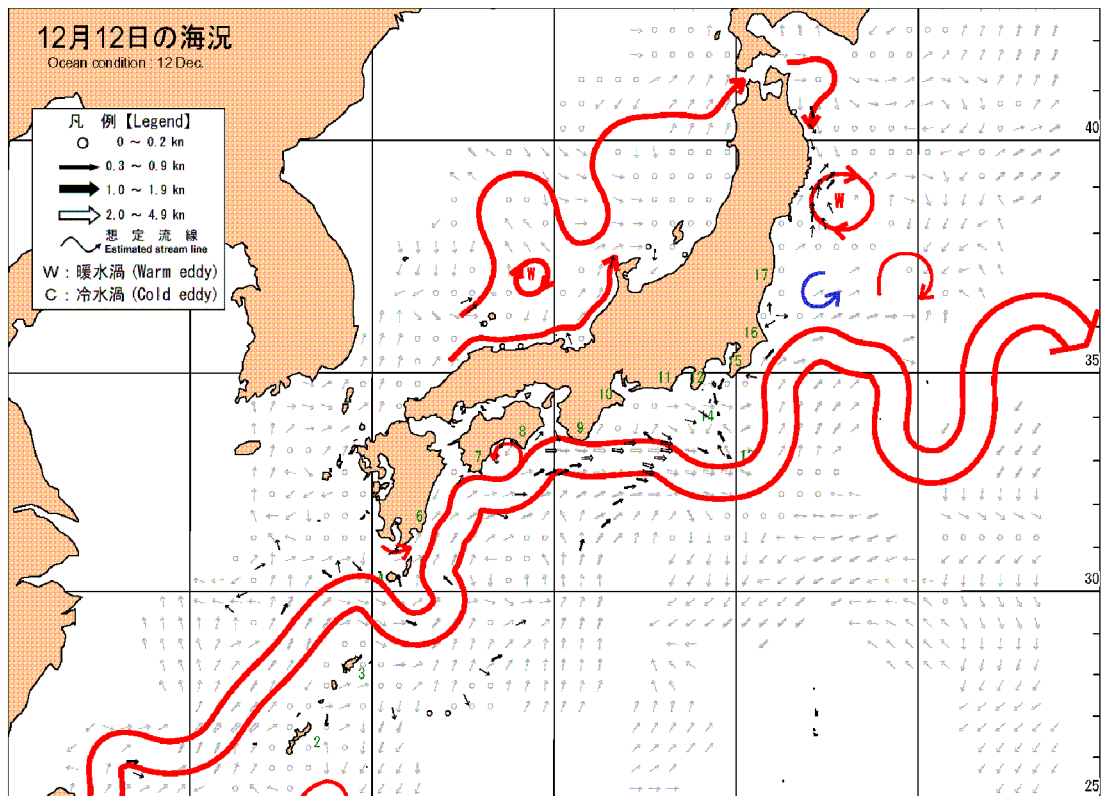 12月12日の海況
Ocean condition : 12 Dec.
凡 例【Legend】
0 ～ 0.2 kn
0.3 ～ 0.9 kn
1.0 ～ 1.9 kn
2.0 ～ 4.9 kn
想 定 流 線
Estimated stream line
W : 暖水渦 (Warm eddy)
C : 冷水渦 (Cold eddy)
40
W
17
W
16
35
15
11
12
10
14
9
8
7
6
30
3
2
25